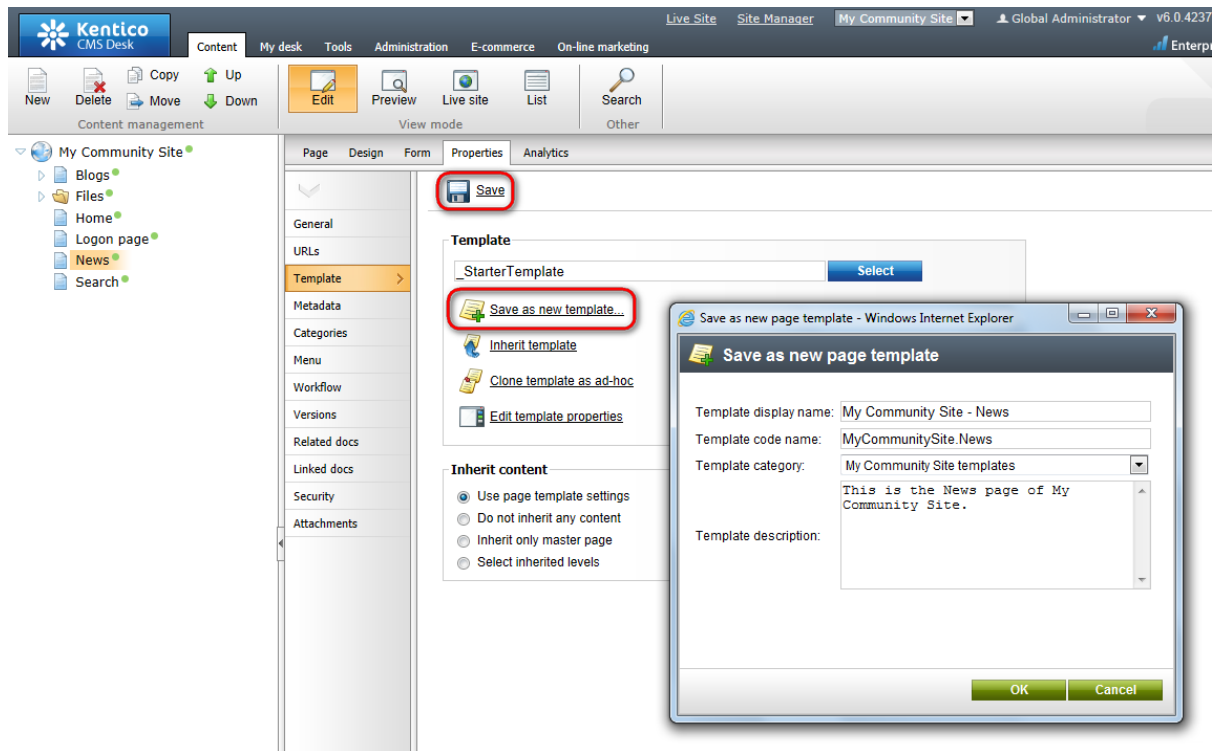 Kentico
CMS Desk
Live Site Site Manager My Community Site Global Administrator v6.0.4237
Content My desk Tools Administration E-commerce On-line marketing
New Delete Copy Move Up Down
Content management
Edit Preview Live site List
View mode
Search
Other
My Community Site
Blogs
Files
Home
Logon page
News
Search
Page Design Form Properties Analytics
General
URLs
Template
Metadata
Categories
Menu
Workflow
Versions
Related docs
Linked docs
Security
Attachments
Save
Template
_StarterTemplate Select
Save as new template...
Inherit template
Clone template as ad-hoc
Edit template properties
Inherit content
Use page template settings
Do not inherit any content
Inherit only master page
Select inherited levels
Save as new page template - Windows Internet Explorer
Save as new page template
Template display name: My Community Site - News
Template code name: MyCommunitySite.News
Template category: My Community Site templates
Template description:
This is the News page of My
Community Site.
OK Cancel